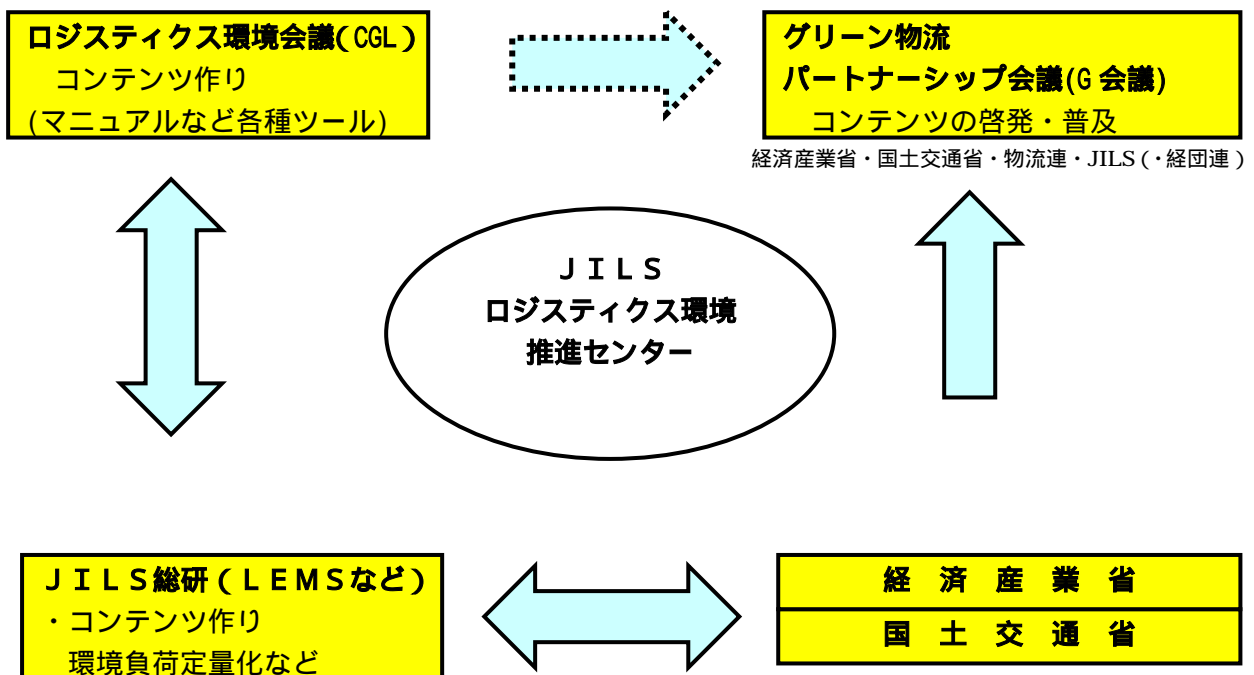 ロジスティクス環境会議(CGL)
コンテンツ作り
(マニュアルなど各種ツール)
グリーン物流
パートナーシップ会議(G会議)
コンテンツの啓発・普及
経済産業省・国土交通省・物流連・JILS(・経団連)
JILS
ロジスティクス環境
推進センター
JILS総研(LEMSなど)
・コンテンツ作り
環境負荷定量化など
経済産業省
国土交通省